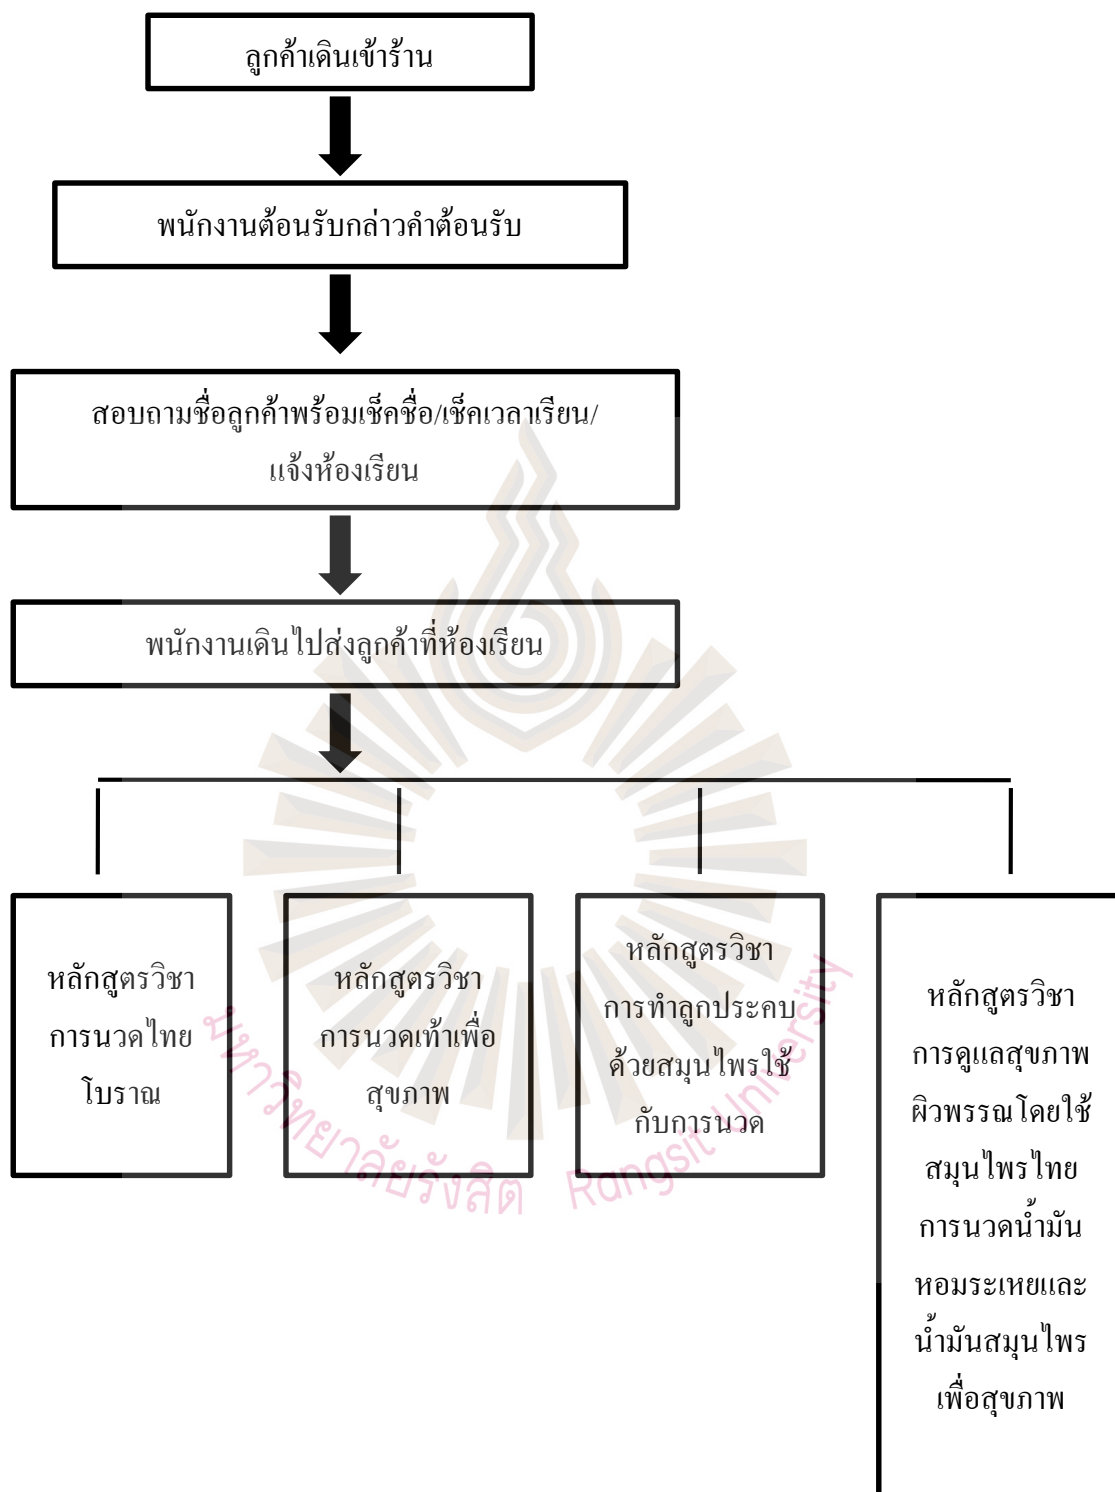 ลูกค้าเดินเข้าร้าน
พนักงานต้อนรับกล่าวคำต้อนรับ
สอบถามชื่อลูกค้าพร้อมเช็คชื่อ/เช็คเวลาเรียน/
แจ้งห้องเรียน
พนักงานเดินไปส่งลูกค้าที่ห้องเรียน
หลักสูตรวิชา
การนวดไทย
โบราณ
หลักสูตรวิชา
การนวดเท้าเพื่อ
สุขภาพ
หลักสูตรวิชา
การทำลูกประคบ
ด้วยสมุนไพรใช้
กับการนวด
หลักสูตรวิชา
การดูแลสุขภาพ
ผิวพรรณโดยใช้
สมุนไพรไทย
การนวดน้ำมัน
หอมระเหยและ
น้ำมันสมุนไพร
เพื่อสุขภาพ
มหาวิทยาลัยรังสิต Rangsit University